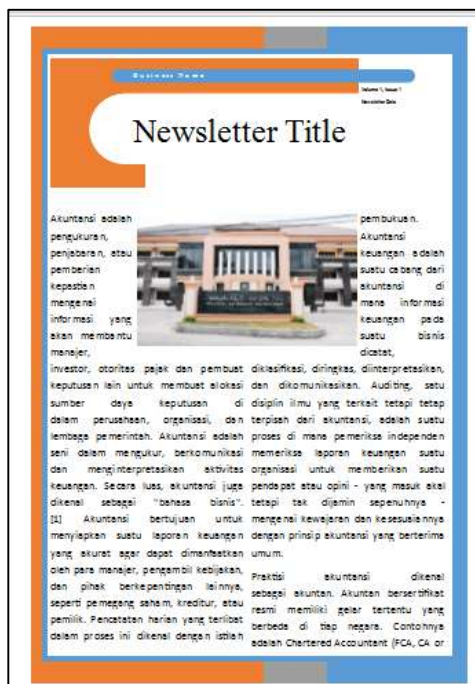 Business Name
Volume 1, Issue 1
Newsletter Date
Newsletter Title
Akuntansi adalah
pengukuran,
penjabaran, atau
pemberian
kepastian
mengenai
informasi yang
akan membantu
manajer,
investor, otoritas pajak dan pembuat
keputusan lain untuk membuat alokasi
sumber daya keputusan di
dalam perusahaan, organisasi, dan
lembaga pemerintah. Akuntansi adalah
seni dalam mengukur, berkomunikasi
dan menginterpretasikan aktivitas
keuangan. Secara luas, akuntansi juga
dikenal sebagai "bahasa bisnis".
[1] Akuntansi bertujuan untuk
menyiapkan suatu laporan keuangan
yang akurat agar dapat dimanfaatkan
oleh para manajer, pengambil kebijakan,
dan pihak berkepentingan lainnya,
seperti pemegang saham, kreditur, atau
pemilik. Pencatatan harian yang terlibat
dalam proses ini dikenal dengan istilah
pembukuan.
Akuntansi
keuangan adalah
suatu cabang dari
akuntansi di
mana informasi
keuangan pada
suatu bisnis
dicatat,
diklasifikasi, diringkas, diinterpretasikan,
dan dikomunikasikan. Auditing, satu
disiplin ilmu yang terkait tetapi tetap
terpisah dari akuntansi, adalah suatu
proses di mana pemeriksa independen
memeriksa laporan keuangan suatu
organisasi untuk memberikan suatu
pendapat atau opini - yang masuk akal
tetapi tak dijamin sepenuhnya -
mengenai kewajaran dan kesesuaiannya
dengan prinsip akuntansi yang berterima
umum.
Praktisi akuntansi dikenal
sebagai akuntan. Akuntan bersertifikat
resmi memiliki gelar tertentu yang
berbeda di tiap negara. Contohnya
adalah Chartered Accountant (FCA, CA or